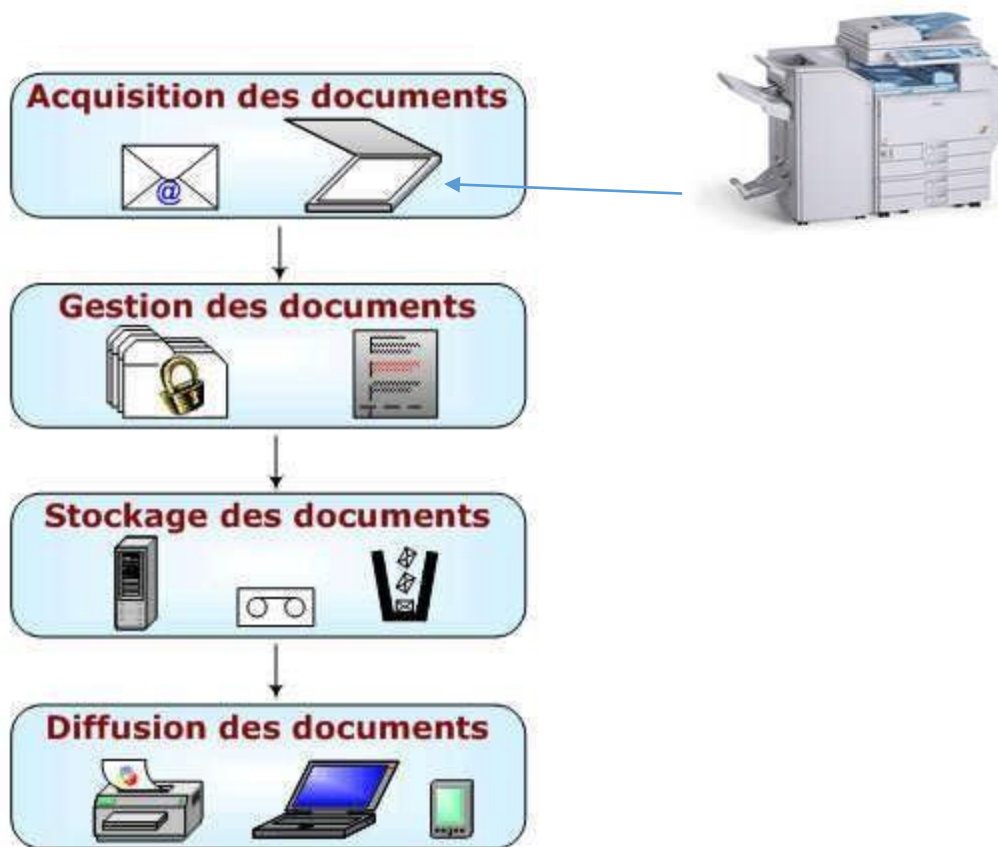 Acquisition des documents
@
Gestion des documents
Stockage des documents
Diffusion des documents